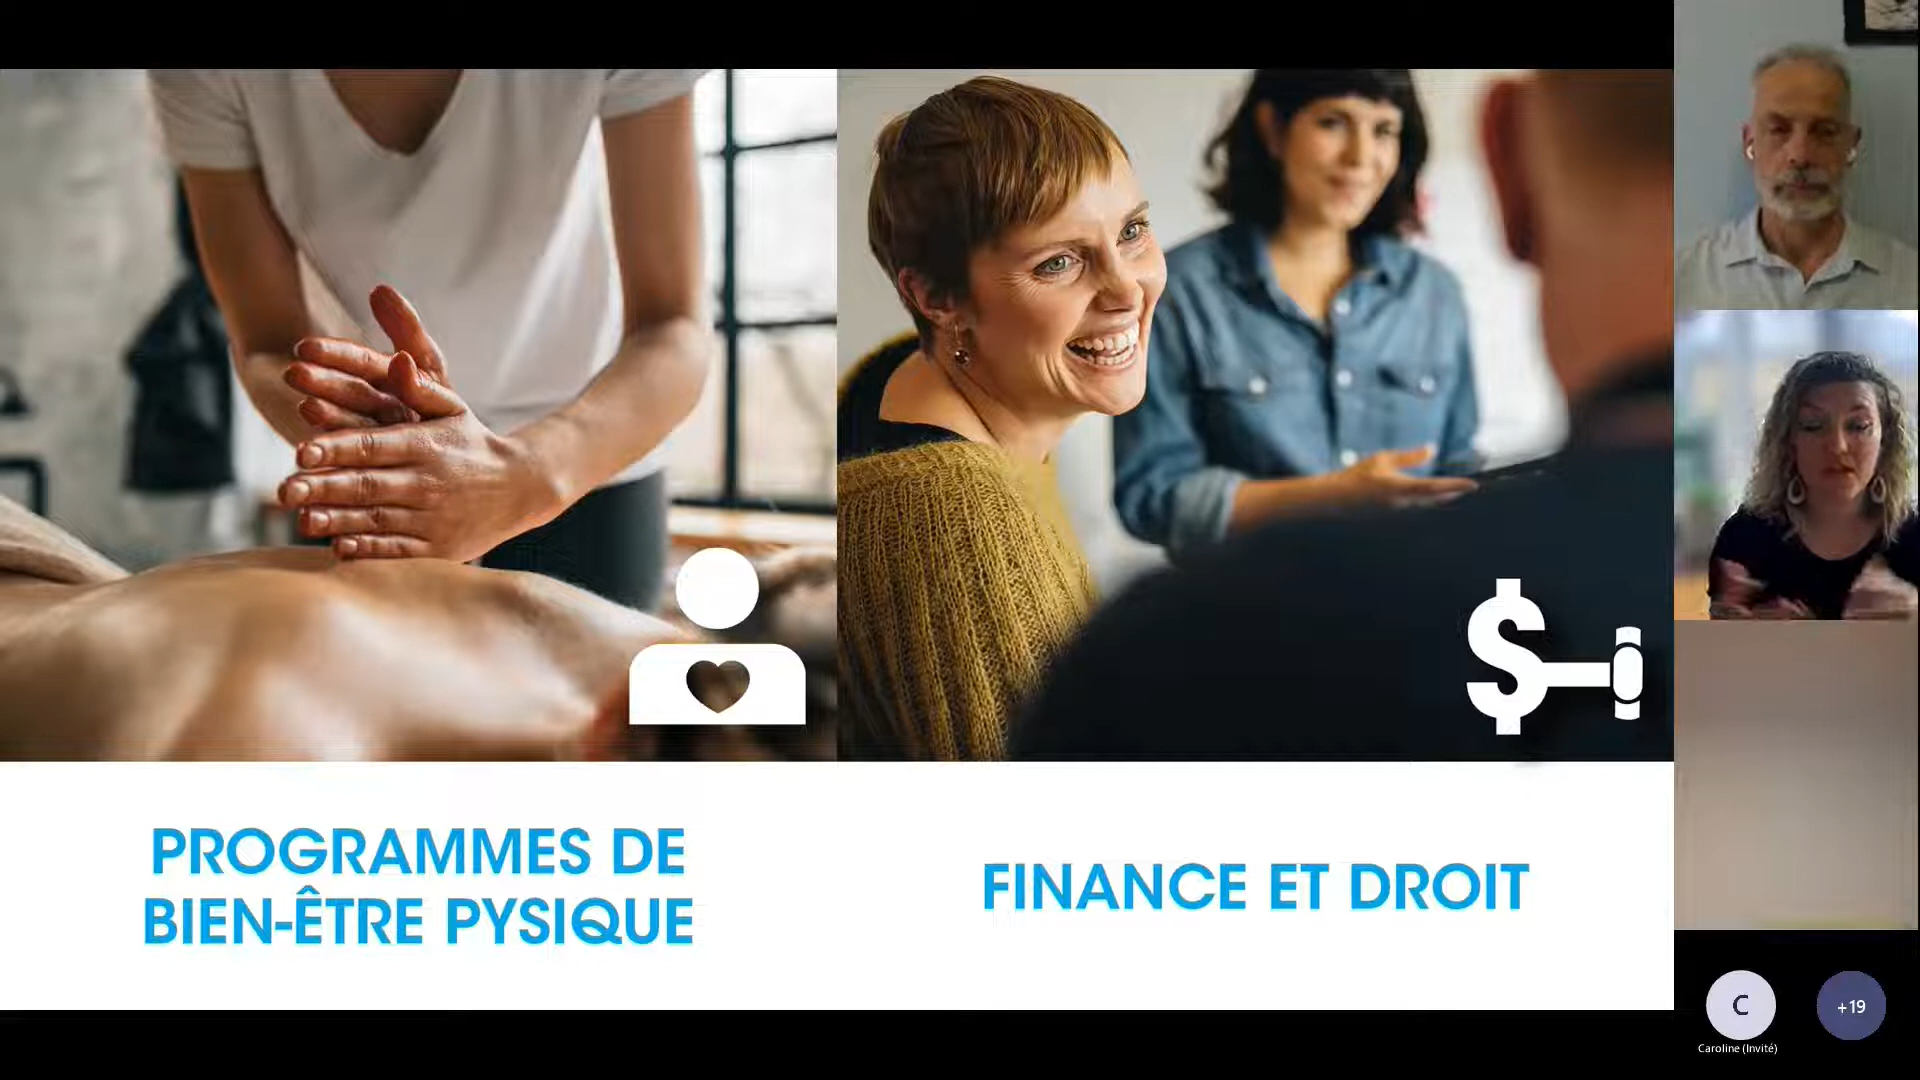 PROGRAMMES DE
BIEN-ÊTRE PYSIQUE
FINANCE ET DROIT
$
C
+19
Caroline (Invité)